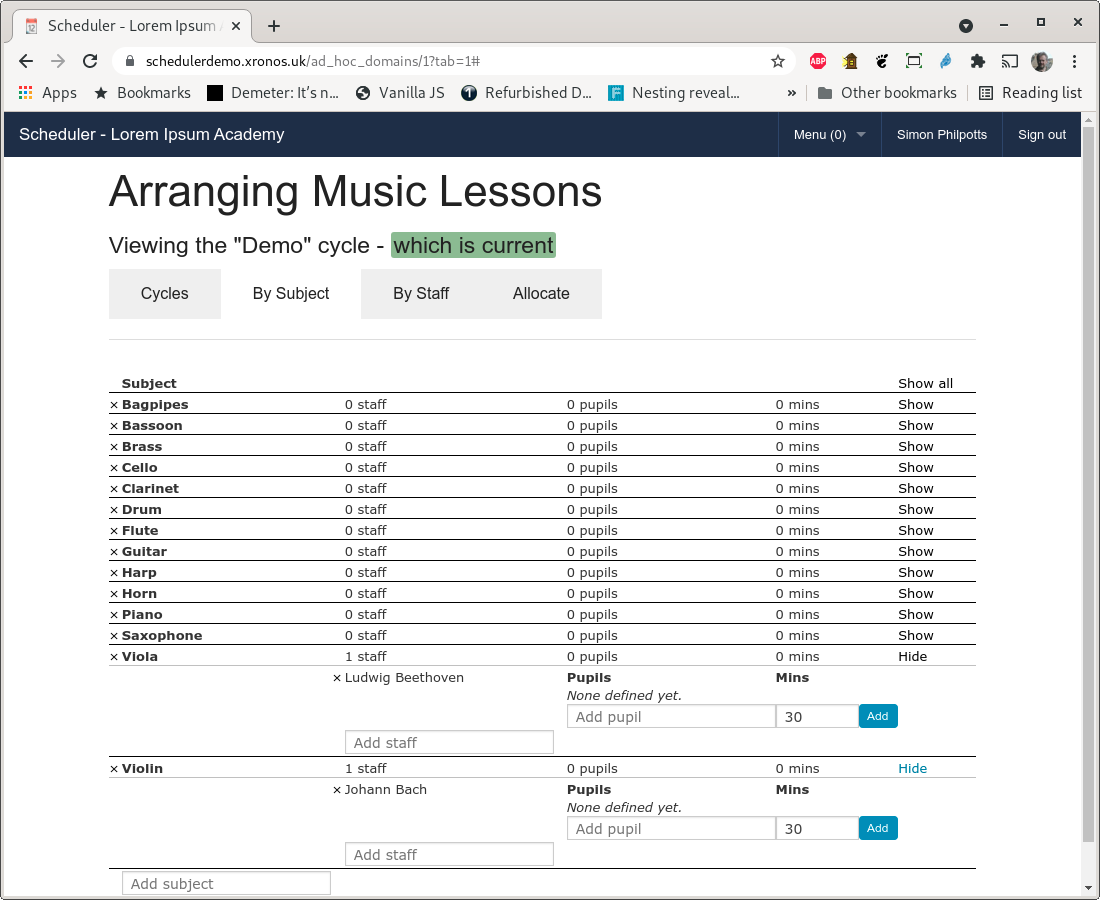 Scheduler - Lorem Ipsum A
schedulerdemo.xronos.uk/ad_hoc_domains/1?tab=1#
ABP
Apps Bookmarks Demeter: It's n... Vanilla JS Refurbished D... Nesting reveal... » Other bookmarks Reading list
Scheduler - Lorem Ipsum Academy Menu (0) Simon Philpotts Sign out
Arranging Music Lessons
Viewing the "Demo" cycle - which is current
Cycles By Subject By Staff Allocate
Subject Show all
× Bagpipes 0 staff 0 pupils 0 mins Show
× Bassoon 0 staff 0 pupils 0 mins Show
× Brass 0 staff 0 pupils 0 mins Show
× Cello 0 staff 0 pupils 0 mins Show
× Clarinet 0 staff 0 pupils 0 mins Show
× Drum 0 staff 0 pupils 0 mins Show
× Flute 0 staff 0 pupils 0 mins Show
× Guitar 0 staff 0 pupils 0 mins Show
× Harp 0 staff 0 pupils 0 mins Show
× Horn 0 staff 0 pupils 0 mins Show
× Piano 0 staff 0 pupils 0 mins Show
× Saxophone 0 staff 0 pupils 0 mins Show
× Viola 1 staff 0 pupils 0 mins Hide
× Ludwig Beethoven Pupils Mins
None defined yet.
Add pupil 30 Add
Add staff
× Violin 1 staff 0 pupils 0 mins Hide
× Johann Bach Pupils Mins
None defined yet.
Add pupil 30 Add
Add staff
Add subject